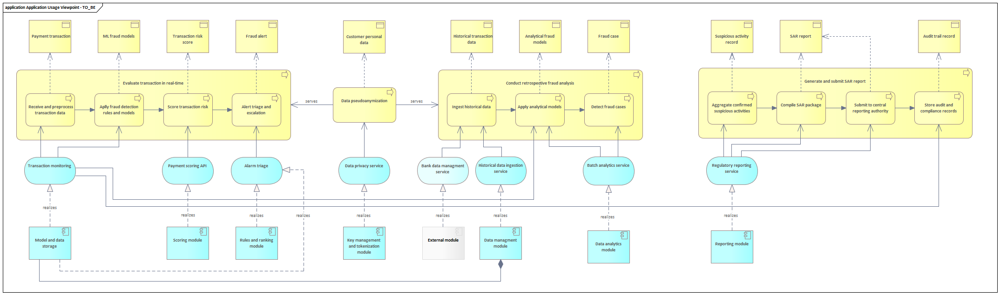 application Application Usage Viewpoint - TO_BE
Payment transaction
ML fraud models
Transaction risk
score
Fraud alert
Customer personal
data
Historical transaction
data
Analytical fraud
models
Fraud case
Suspicious activity
record
SAR report
Audit trail record
Evaluate transaction in real-time
Receive and preprocess
transaction data
Aplly fraud detection
rules and models
Score transaction risk
Alert triage and
escalation
serves
Data pseudoanymization
serves
Conduct retrospective fraud analysis
Ingest historical data
Apply analytical models
Detect fraud cases
Generate and submit SAR report
Aggregate confirmed
suspicious activities
Compile SAR package
Submit to central
reporting authority
Store audit and
compliance records
Transaction monitoring
Payment scoring API
Alarm triage
Data privacy service
Bank data managment
service
Historical data ingestion
service
Batch analytics service
Regulatory reporting
service
realizes
realizes
realizes
realizes
realizes
realizes
realizes
realizes
realizes
Model and data
storage
Scoring module
Rules and ranking
module
Key management
and tokenization
module
External module
Data managment
module
Data analytics
module
Reporting module